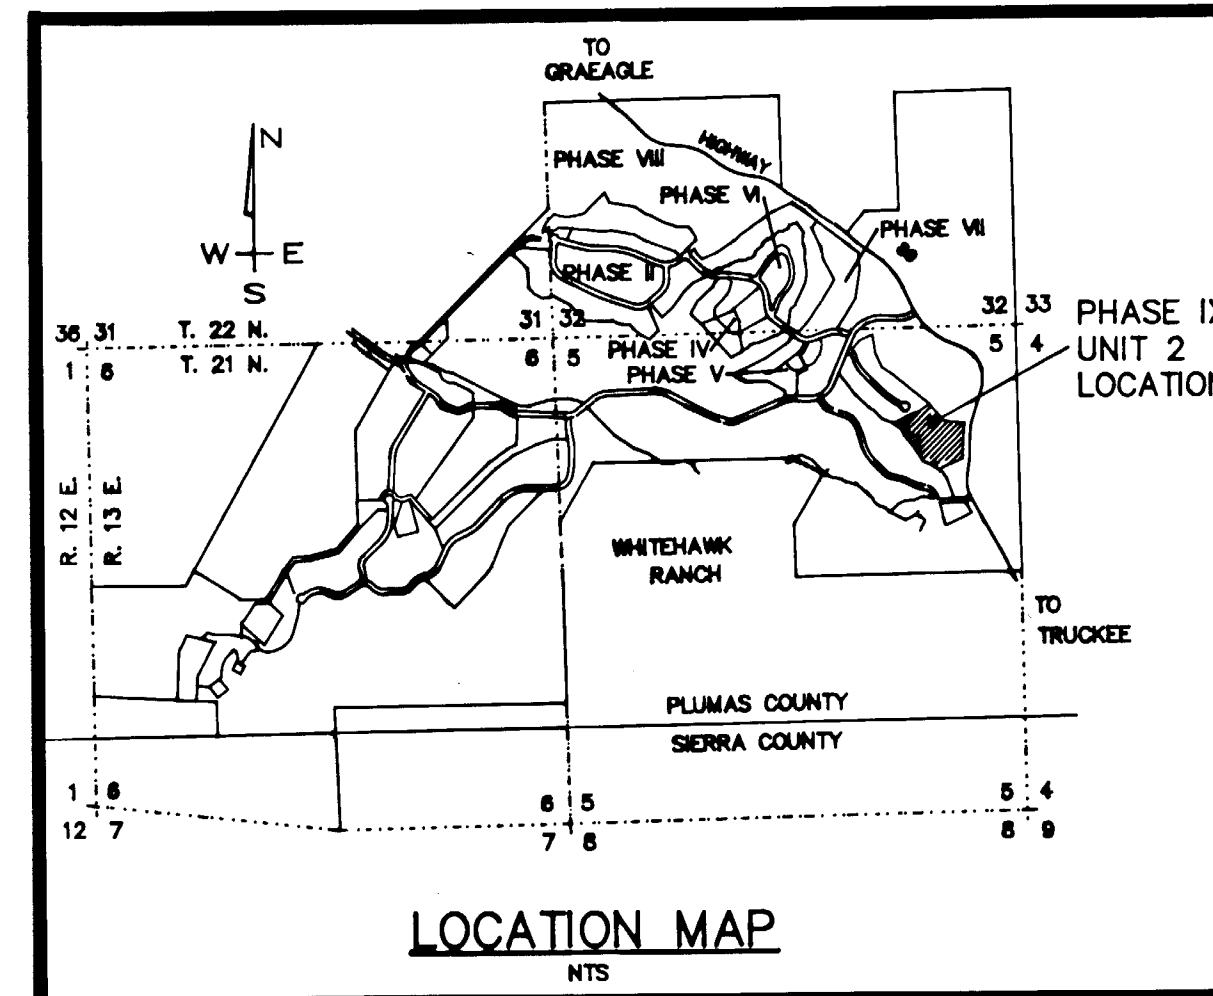 TO
GRAEAGLE
N
HIGHWAY
PHASE VIII
PHASE VI
PHASE VII
89
W E
S
PHASE II
36 31 T. 22 N. 31 32 32 33
1 6 T. 21 N. 6 5 5 4
PHASE IX
UNIT 2
LOCATION
PHASE IV
PHASE V
R. 12 E.
R. 13 E.
WHITEHAWK
RANCH
TO
TRUCKEE
PLUMAS COUNTY
SIERRA COUNTY
1 6 6 5 5 4
12 7 7 8 8 9
LOCATION MAP
NTS